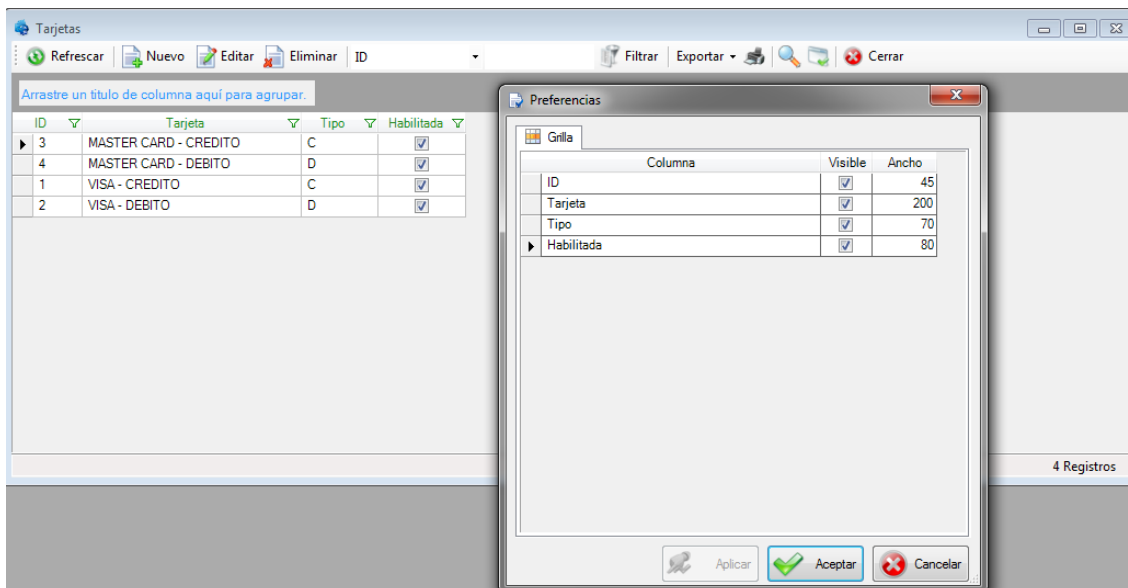 Tarjetas
Refrescar Nuevo Editar Eliminar ID Filtrar Exportar Cerrar
Arrastre un titulo de columna aquí para agrupar.
ID Tarjeta Tipo Habilitada
3 MASTER CARD - CREDITO C
4 MASTER CARD - DEBITO D
1 VISA - CREDITO C
2 VISA - DEBITO D
4 Registros
Preferencias
Grilla
Columna Visible Ancho
ID 45
Tarjeta 200
Tipo 70
Habilitada 80
Aplicar Aceptar Cancelar